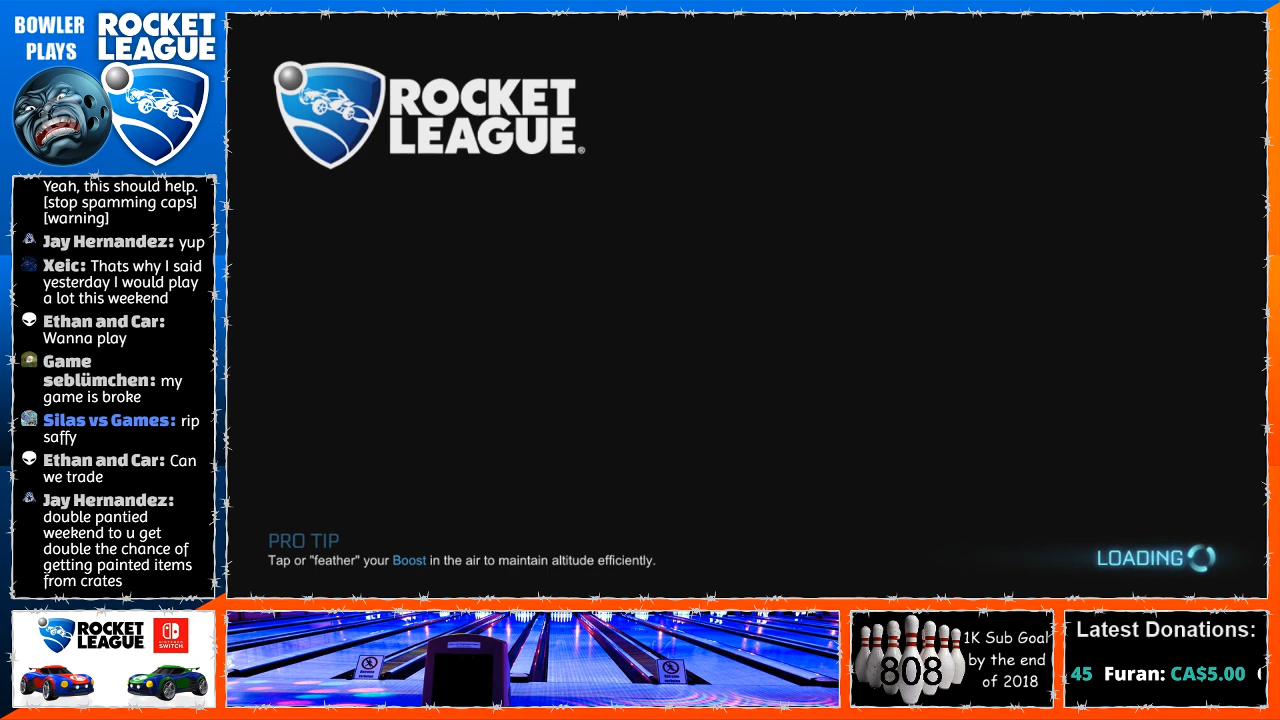 BOWLER
PLAYS
ROCKET
LEAGUE
Yeah, this should help.
[stop spamming caps]
[warning]
Jay Hernandez: yup
Xeic: Thats why I said
yesterday I would play
a lot this weekend
Ethan and Car:
Wanna play
Game
seblümchen: my
game is broke
Silas vs Games: rip
saffy
Ethan and Car: Can
we trade
Jay Hernandez:
double pantied
weekend to u get
double the chance of
getting painted items
from crates
ROCKET
LEAGUE®
PRO TIP
Tap or "feather" your Boost in the air to maintain altitude efficiently.
LOADING
ROCKET
LEAGUE
NINTENDO
SWITCH
808
1K Sub Goal
by the end
of 2018
Latest Donations:
45 Furan: CA$5.00